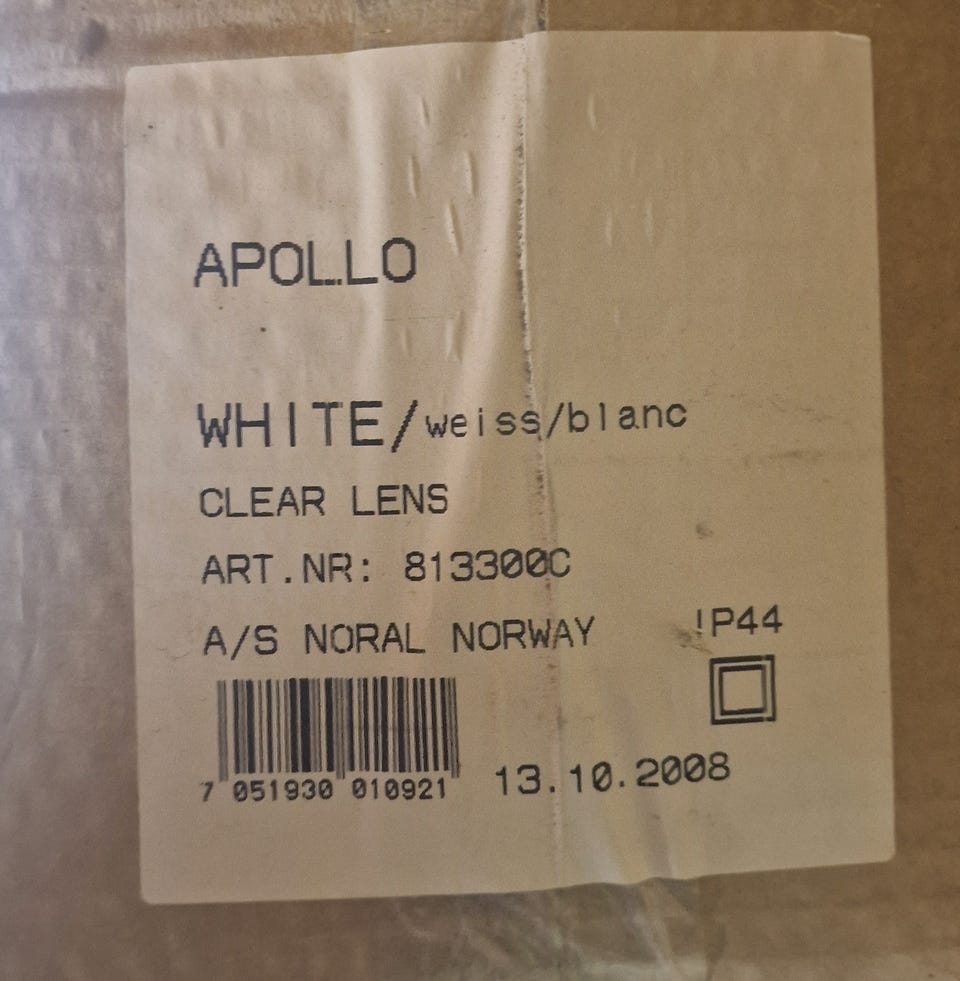 APOLLO
WHITE/weiss/blanc
CLEAR LENS
ART.NR: 813300C
A/S NORAL NORWAY
IP44
7 051930 010921
13.10.2008